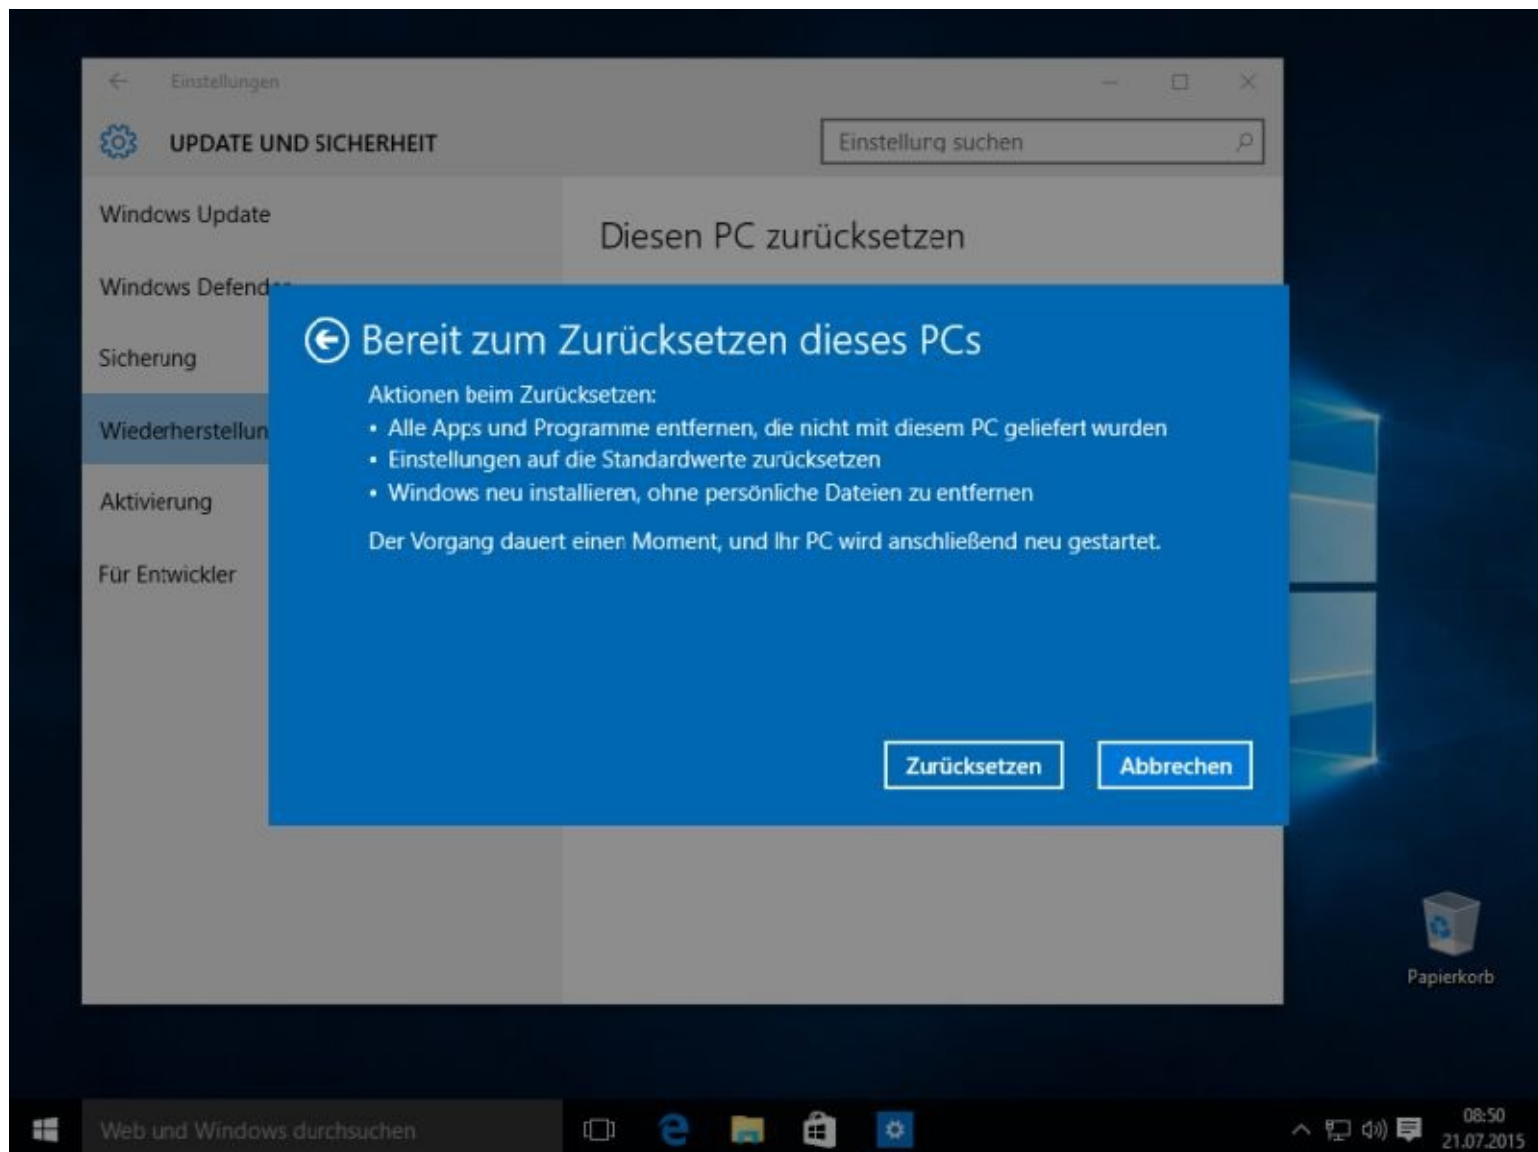 Einstellungen
UPDATE UND SICHERHEIT
Einstellung suchen
Windows Update
Diesen PC zurücksetzen
Windows Defender
Bereit zum Zurücksetzen dieses PCs
Sicherung
Aktionen beim Zurücksetzen:
• Alle Apps und Programme entfernen, die nicht mit diesem PC geliefert wurden
Wiederherstellun
• Einstellungen auf die Standardwerte zurücksetzen
• Windows neu installieren, ohne persönliche Dateien zu entfernen
Aktivierung
Der Vorgang dauert einen Moment, und Ihr PC wird anschließend neu gestartet.
Für Entwickler
Zurücksetzen
Abbrechen
Papierkorb
Web und Windows durchsuchen
08:50
21.07.2015